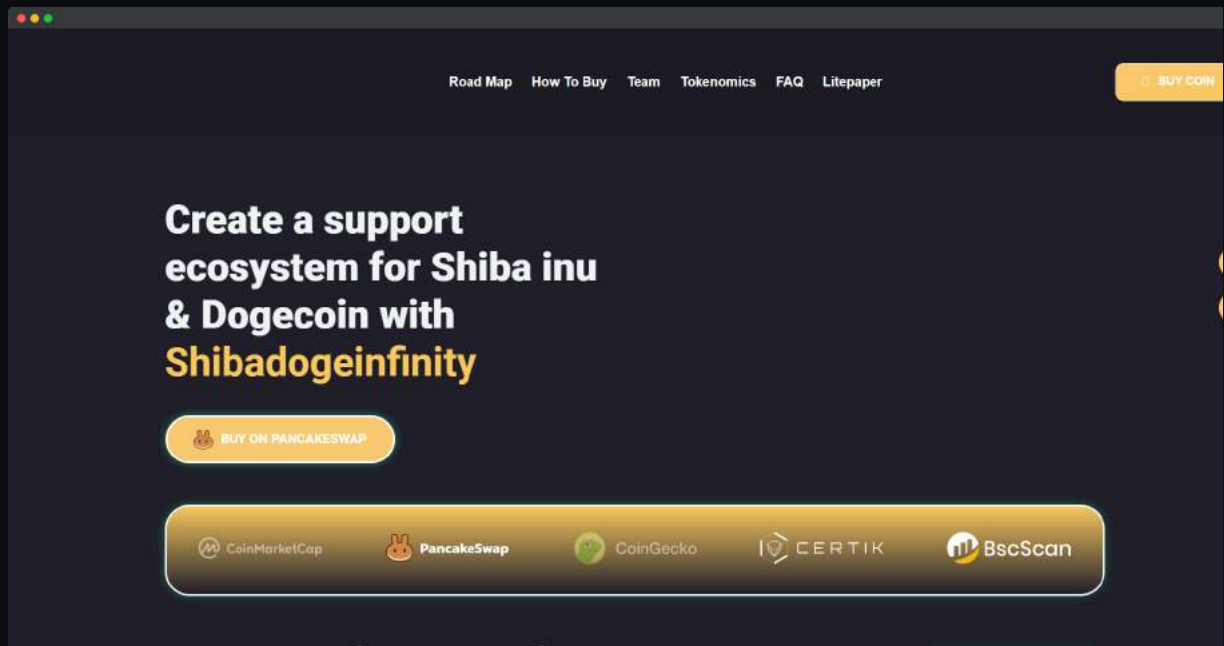 Road Map How To Buy Team Tokenomics FAQ Litepaper
BUY COIN
Create a support
ecosystem for Shiba inu
& Dogecoin with
Shibadogeinfinity
BUY ON PANCAKESWAP
CoinMarketCap PancakeSwap CoinGecko CERTIK BscScan